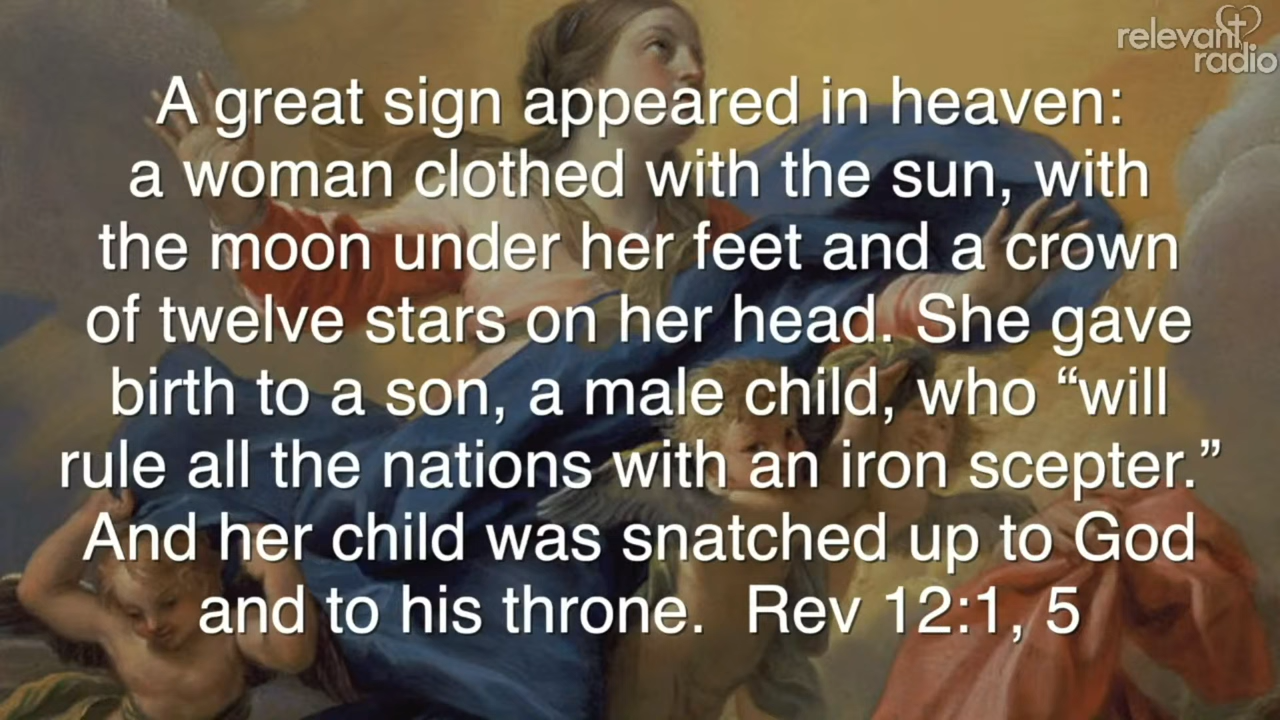 relevant
radio
A great sign appeared in heaven:
a woman clothed with the sun, with
the moon under her feet and a crown
of twelve stars on her head. She gave
birth to a son, a male child, who “will
rule all the nations with an iron scepter.”
And her child was snatched up to God
and to his throne.  Rev 12:1, 5